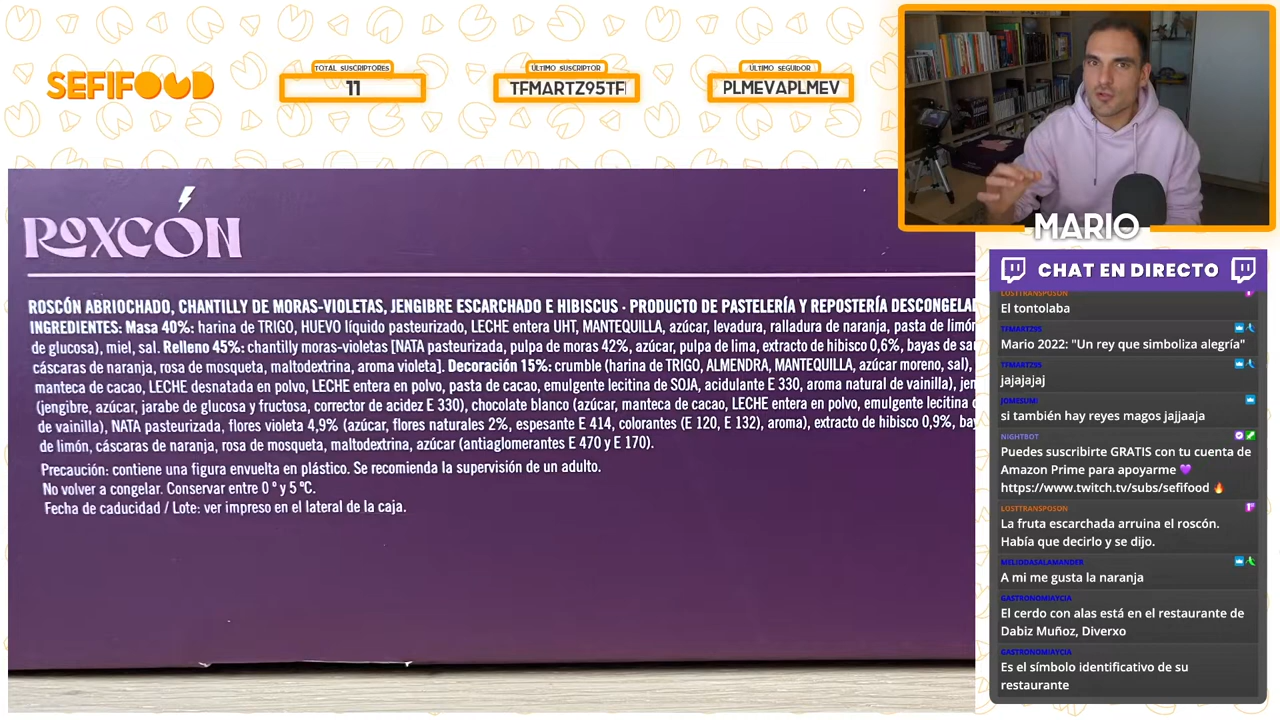 SEFIFOOD
TOTAL SUSCRIPTORES
11
ÚLTIMO SUSCRIPTOR
TFMARTZ95TF
ÚLTIMO SEGUIDOR
PLMEVAPLMEV
MARIO
ROXCÓN
ROSCÓN ABRIOCHADO, CHANTILLY DE MORAS-VIOLETAS, JENGIBRE ESCARCHADO E HIBISCUS - PRODUCTO DE PASTELERÍA Y REPOSTERÍA
INGREDIENTES: Masa 40%: harina de TRIGO, HUEVO líquido pasteurizado, LECHE entera UHT, MANTEQUILLA, azúcar, levadura, ralladura de naranja, pasta de limón
de glucosa), miel, sal. Relleno 45%: chantilly moras-violetas [NATA pasteurizada, pulpa de moras 42%, azúcar, pulpa de lima, extracto de hibisco 0,6%, bayas de
cáscaras de naranja, rosa de mosqueta, maltodextrina, aroma violeta]. Decoración 15%: crumble (harina de TRIGO, ALMENDRA, MANTEQUILLA, azúcar moreno, sal),
manteca de cacao, LECHE desnatada en polvo, LECHE entera en polvo, pasta de cacao, emulgente lecitina de SOJA, acidulante E 330, aroma natural de vainilla),
(jengibre, azúcar, jarabe de glucosa y fructosa, corrector de acidez E 330), chocolate blanco (azúcar, manteca de cacao, LECHE entera en polvo, emulgente lecitina
de vainilla), NATA pasteurizada, flores violeta 4,9% (azúcar, flores naturales 2%, espesante E 414, colorantes (E 120, E 132), aroma), extracto de hibisco 0,9%,
de limón, cáscaras de naranja, rosa de mosqueta, maltodextrina, azúcar (antiaglomerantes E 470 y E 170).
Precaución: contiene una figura envuelta en plástico. Se recomienda la supervisión de un adulto.
No volver a congelar. Conservar entre 0 º y 5 ºC.
Fecha de caducidad / Lote: ver impreso en el lateral de la caja.
CHAT EN DIRECTO
LOSTTRANSPOSON
El tontolaba
TFMARTZ95
Mario 2022: "Un rey que simboliza alegría"
TFMARTZ95
jajajajaj
JOMESUMI
si también hay reyes magos jajjaaja
NIGHTBOT
Puedes suscribirte GRATIS con tu cuenta de
Amazon Prime para apoyarme 💜
https://www.twitch.tv/subs/sefifood 🔥
LOSTTRANSPOSON
La fruta escarchada arruina el roscón.
Había que decirlo y se dijo.
MELIODASALAMANDER
A mi me gusta la naranja
GASTRONOMIAYCIA
El cerdo con alas está en el restaurante de
Dabiz Muñoz, Diverxo
GASTRONOMIAYCIA
Es el símbolo identificativo de su
restaurante